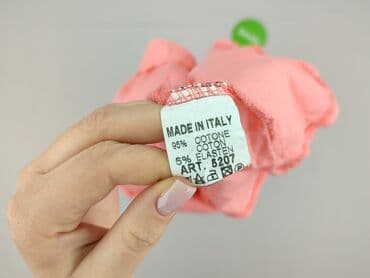 MADE IN ITALY
95% COTONE
COTON
5% ELASTEN
ART. 5207